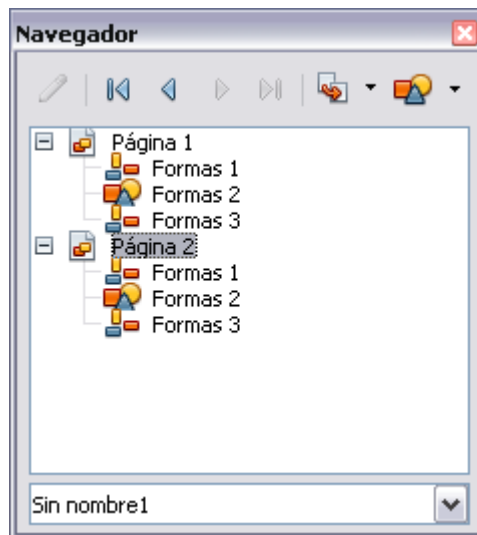 Navegador
Página 1
Formas 1
Formas 2
Formas 3
Página 2
Formas 1
Formas 2
Formas 3
Sin nombre1